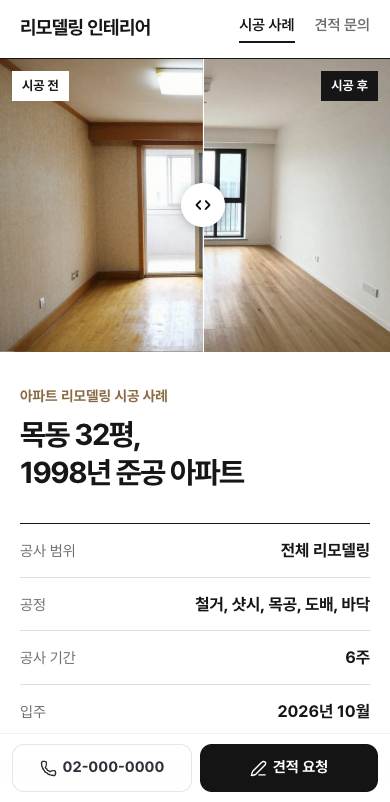 리모델링 인테리어
시공 사례
견적 문의
시공 전
시공 후
아파트 리모델링 시공 사례
목동 32평,
1998년 준공 아파트
공사 범위
전체 리모델링
공정
철거, 샷시, 목공, 도배, 바닥
공사 기간
6주
입주
2026년 10월
02-000-0000
견적 요청